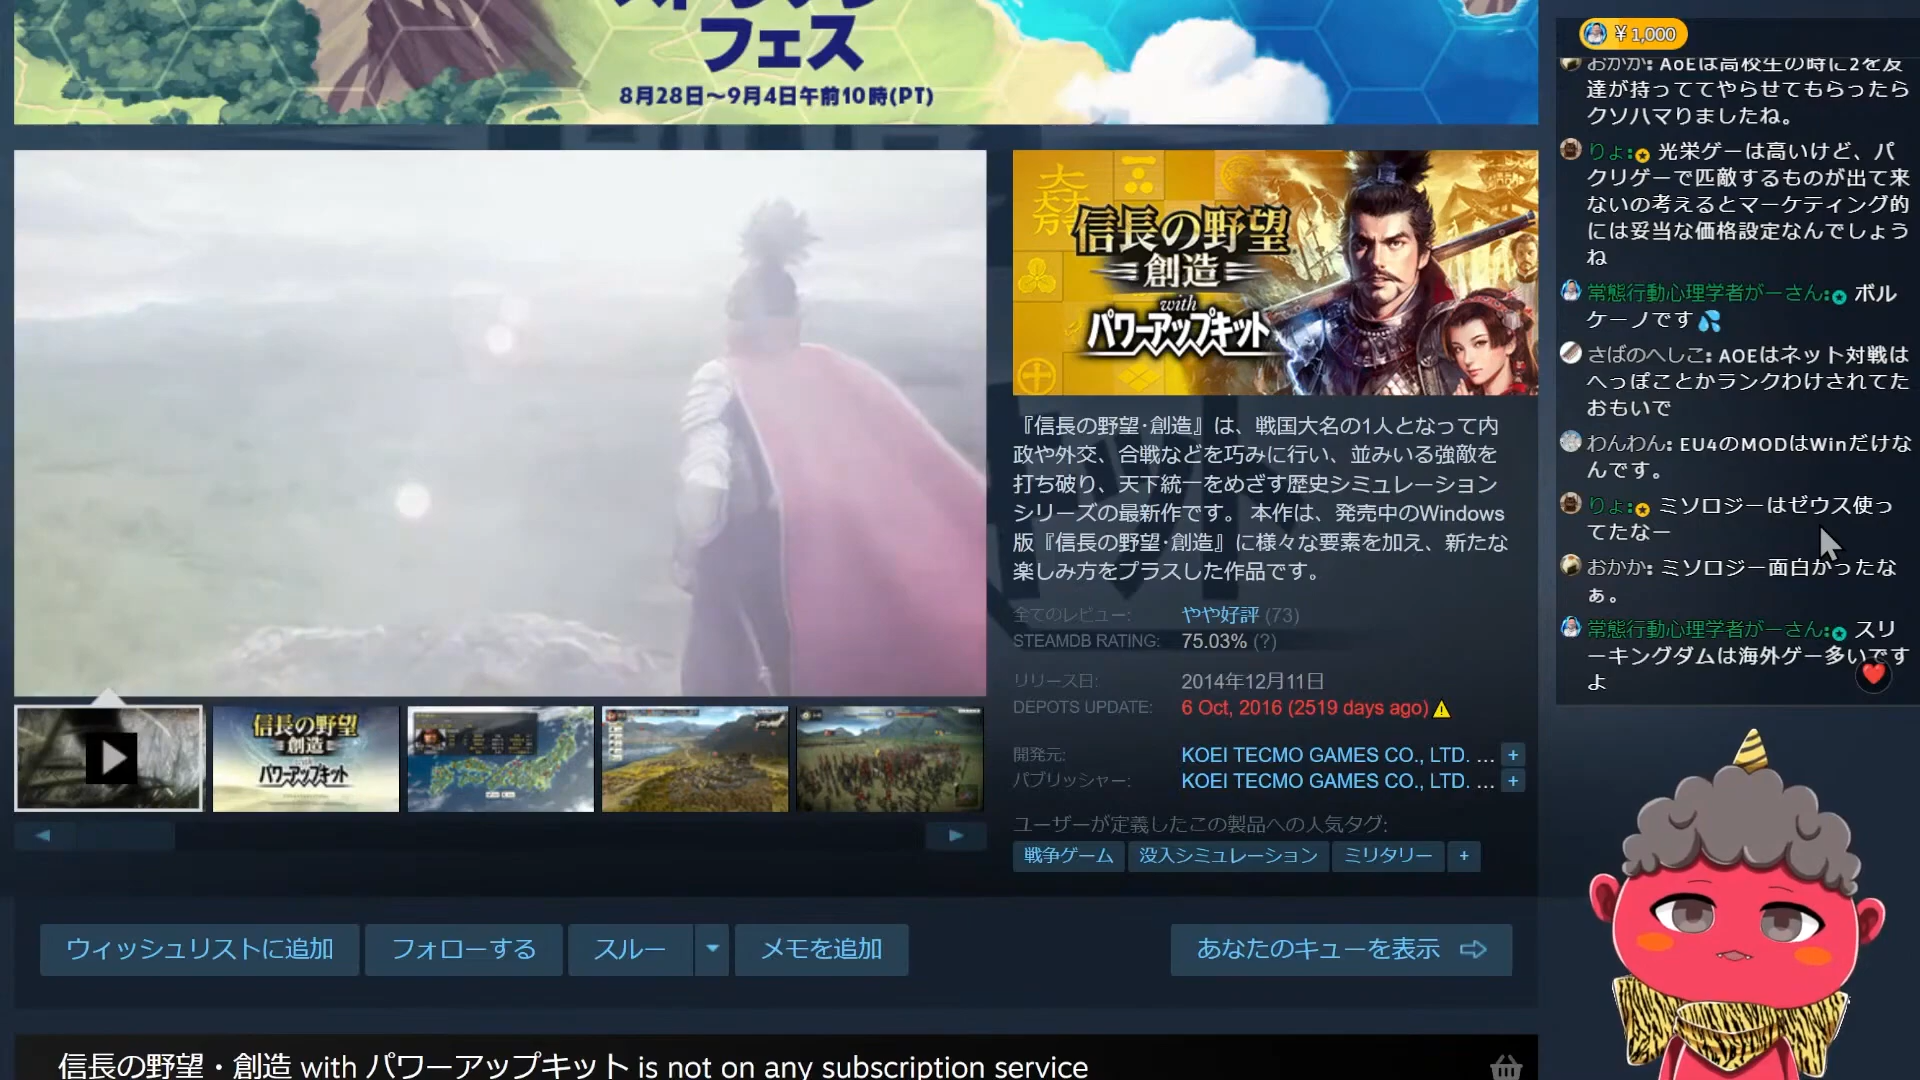 フェス
8月28日～9月4日午前10時(PT)
信長の野望
創造
with
パワーアップキット
『信長の野望・創造』は、戦国大名の1人となって内
政や外交、合戦などを巧みに行い、並みいる強敵を
打ち破り、天下統一をめざす歴史シミュレーション
シリーズの最新作です。 本作は、発売中のWindows
版『信長の野望・創造』に様々な要素を加え、新たな
楽しみ方をプラスした作品です。
全てのレビュー: やや好評 (73)
STEAMDB RATING: 75.03% (?)
リリース日: 2014年12月11日
DEPOTS UPDATE: 6 Oct, 2016 (2519 days ago)
開発元: KOEI TECMO GAMES CO., LTD. ... +
パブリッシャー: KOEI TECMO GAMES CO., LTD. ... +
ユーザーが定義したこの製品への人気タグ:
戦争ゲーム 没入シミュレーション ミリタリー +
信長の野望
創造
パワーアップキット
ウィッシュリストに追加 フォローする スルー メモを追加 あなたのキューを表示
信長の野望・創造 with パワーアップキット is not on any subscription service
¥ 1,000
おかか: AoEは高校生の時に2を友
達が持っててやらせてもらったら
クソハマりましたね。
りょ: 光栄ゲーは高いけど、パ
クリゲーで匹敵するものが出て来
ないの考えるとマーケティング的
には妥当な価格設定なんでしょう
ね
常態行動心理学者がーさん: ボル
ケーノです💦
さばのへしこ: AOEはネット対戦は
へっぽことかランクわけされてた
おもいで
わんわん: EU4のMODはWinだけな
んです。
りょ: ミソロジーはゼウス使っ
てたなー
おかか: ミソロジー面白かったな
ぁ。
常態行動心理学者がーさん: スリ
ーキングダムは海外ゲー多いです
よ